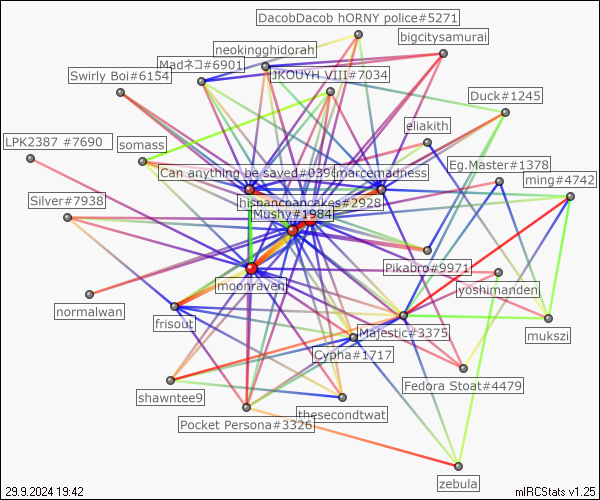 DacobDacob hORNY police#5271
bigcitysamurai
neokingghidorah
Madネコ#6901
JKOUYH VIII#7034
Swirly Boi#6154
Duck#1245
eliakith
LPK2387 #7690
somass
Can anything be saved#0396
marcemadness
Eg.Master#1378
ming#4742
Silver#7938
hispancpancakes#2928
Mushy#1984
Pikabro#9971
moonraven
yoshimanden
normalwan
frisout
Majestic#3375
mukszi
Cypha#1717
Fedora Stoat#4479
shawntee9
thesecondtwat
Pocket Persona#3326
zebula
29.9.2024 19:42
mIRCStats v1.25